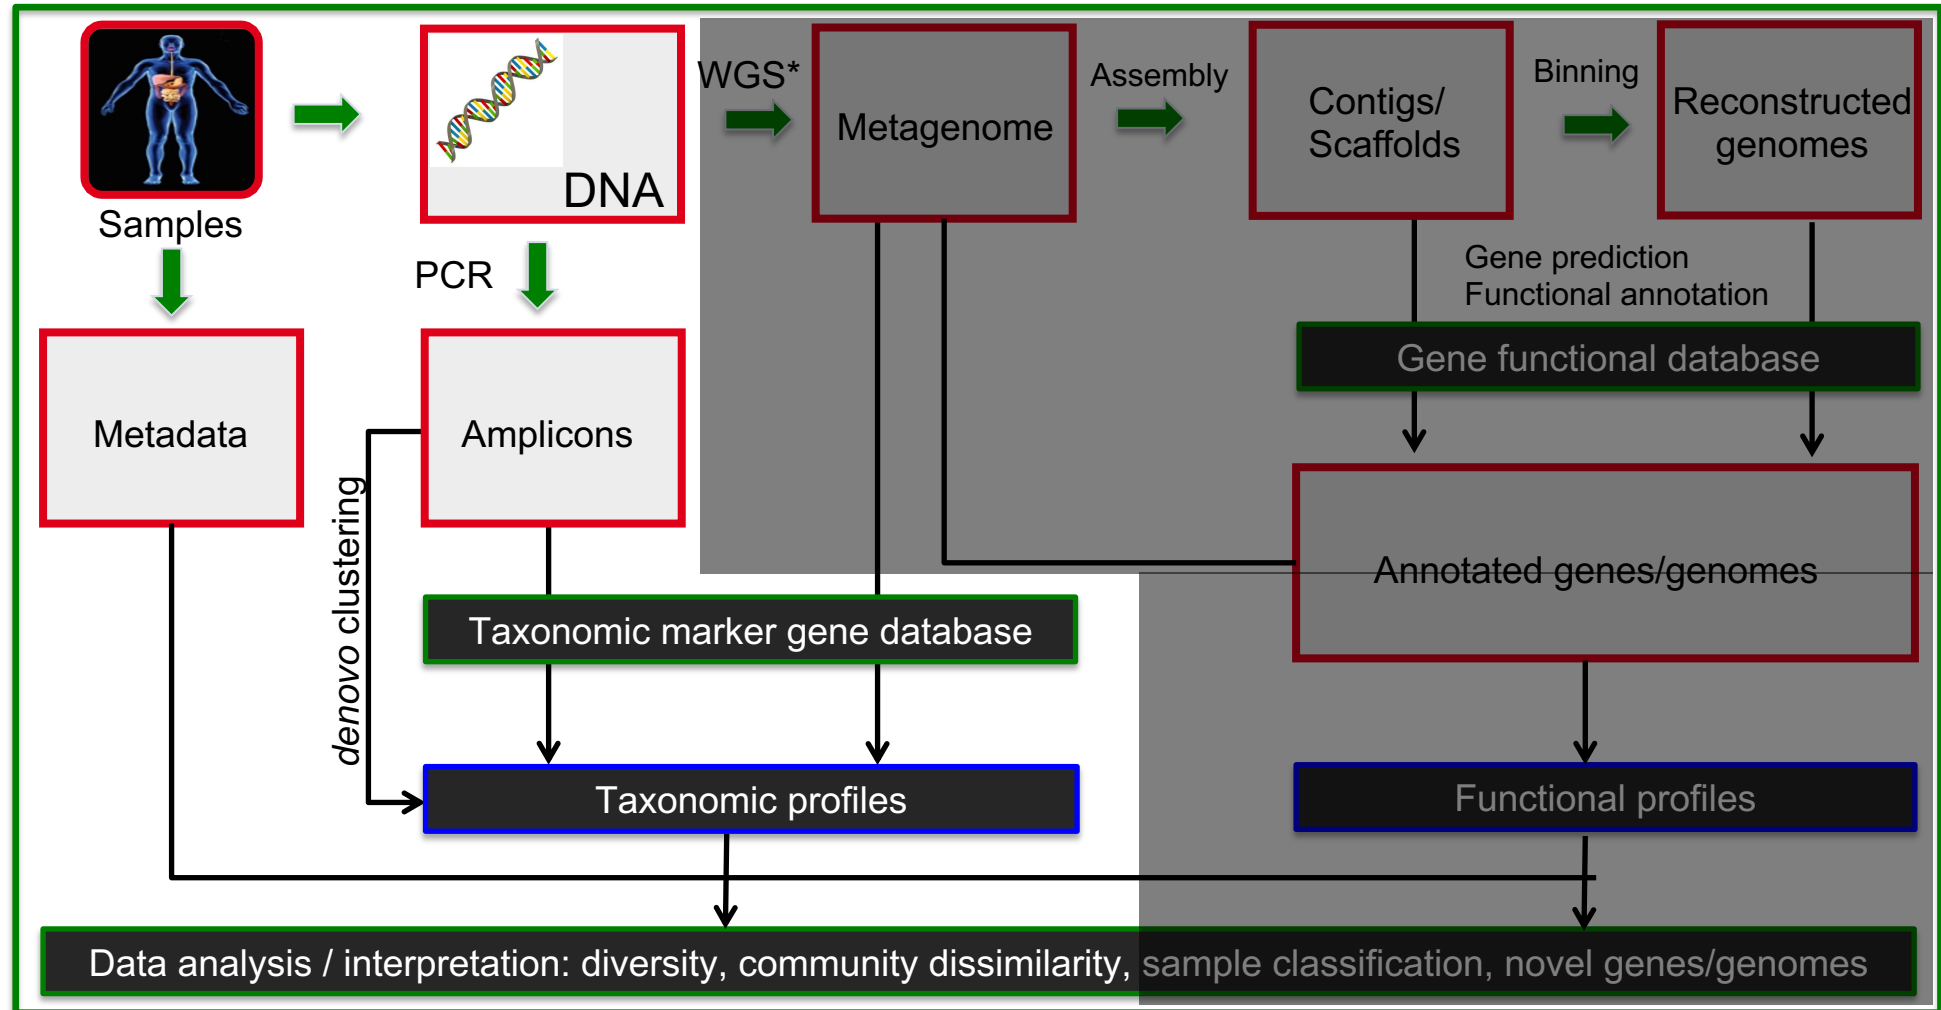 WGS*
Assembly
Binning
DNA
Metagenome
Contigs/
Scaffolds
Reconstructed
genomes
Samples
PCR
Gene prediction
Functional annotation
Gene functional database
Metadata
Amplicons
denovo clustering
Annotated genes/genomes
Taxonomic marker gene database
Taxonomic profiles
Functional profiles
Data analysis / interpretation: diversity, community dissimilarity, sample classification, novel genes/genomes